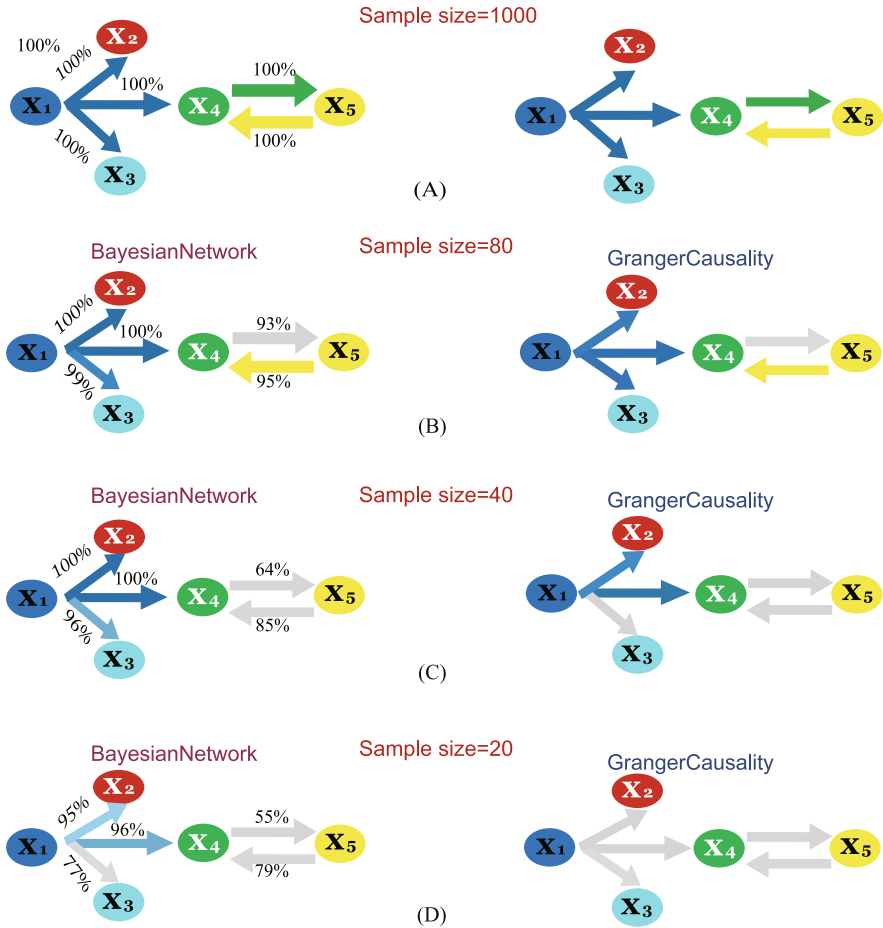 Sample size=1000
100%
100%
100%
100%
100%
100%
X1
X2
X3
X4
X5
X1
X2
X3
X4
X5
(A)
BayesianNetwork
Sample size=80
GrangerCausality
100%
100%
99%
93%
95%
X1
X2
X3
X4
X5
X1
X2
X3
X4
X5
(B)
BayesianNetwork
Sample size=40
GrangerCausality
100%
100%
96%
64%
85%
X1
X2
X3
X4
X5
X1
X2
X3
X4
X5
(C)
BayesianNetwork
Sample size=20
GrangerCausality
95%
96%
77%
55%
79%
X1
X2
X3
X4
X5
X1
X2
X3
X4
X5
(D)